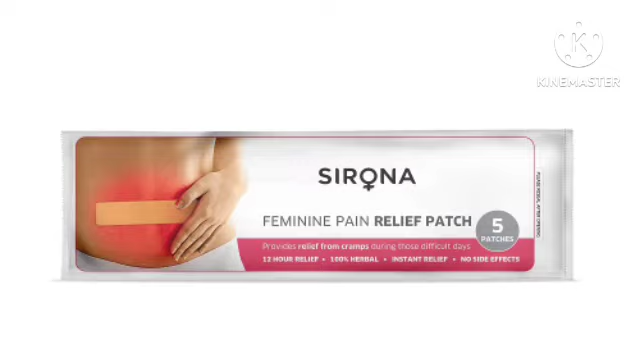 K
KINEMASTER
SIRONA
FEMININE PAIN RELIEF PATCH
5
PATCHES
Provides relief from cramps during those difficult days
12 HOUR RELIEF • 100% HERBAL • INSTANT RELIEF • NO SIDE EFFECTS